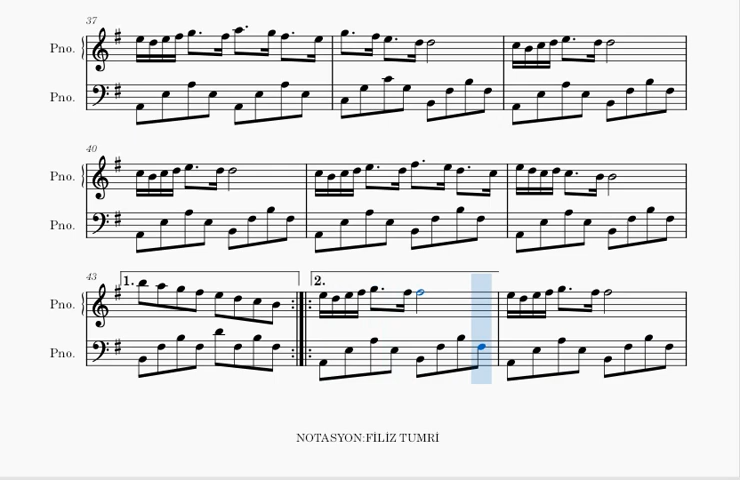 37
Pno.
Pno.
40
Pno.
Pno.
43
1.
2.
Pno.
Pno.
NOTASYON:FİLİZ TUMRİ